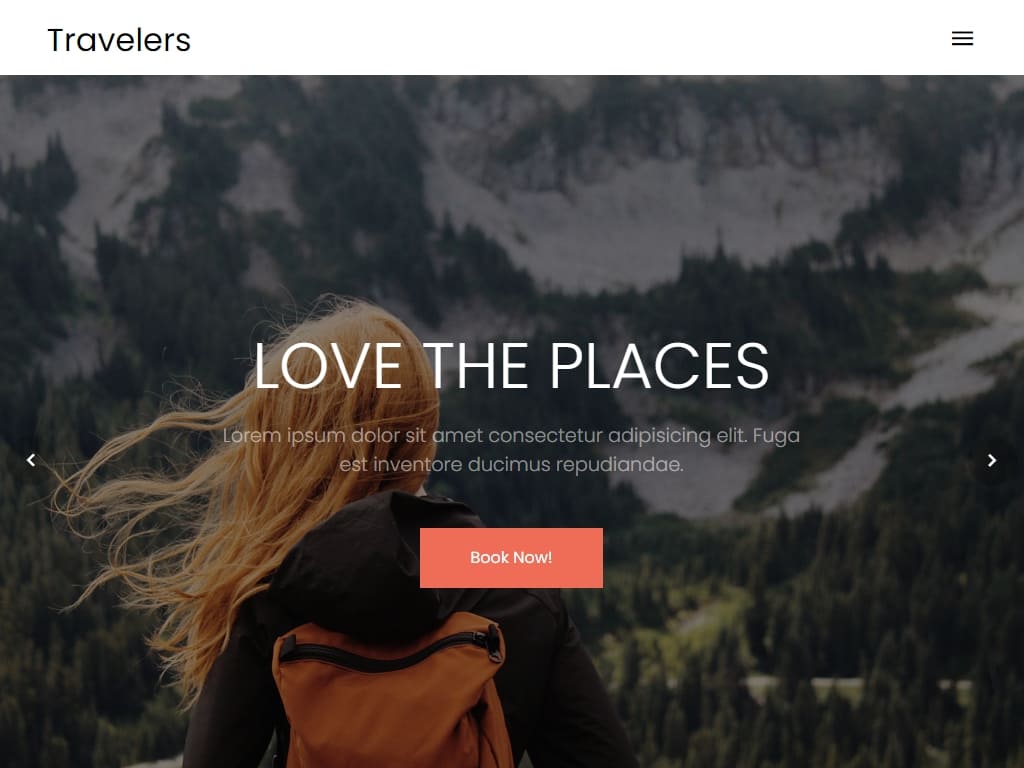 Travelers
LOVE THE PLACES
Lorem ipsum dolor sit amet consectetur adipisicing elit. Fuga
est inventore ducimus repudiandae.
Book Now!